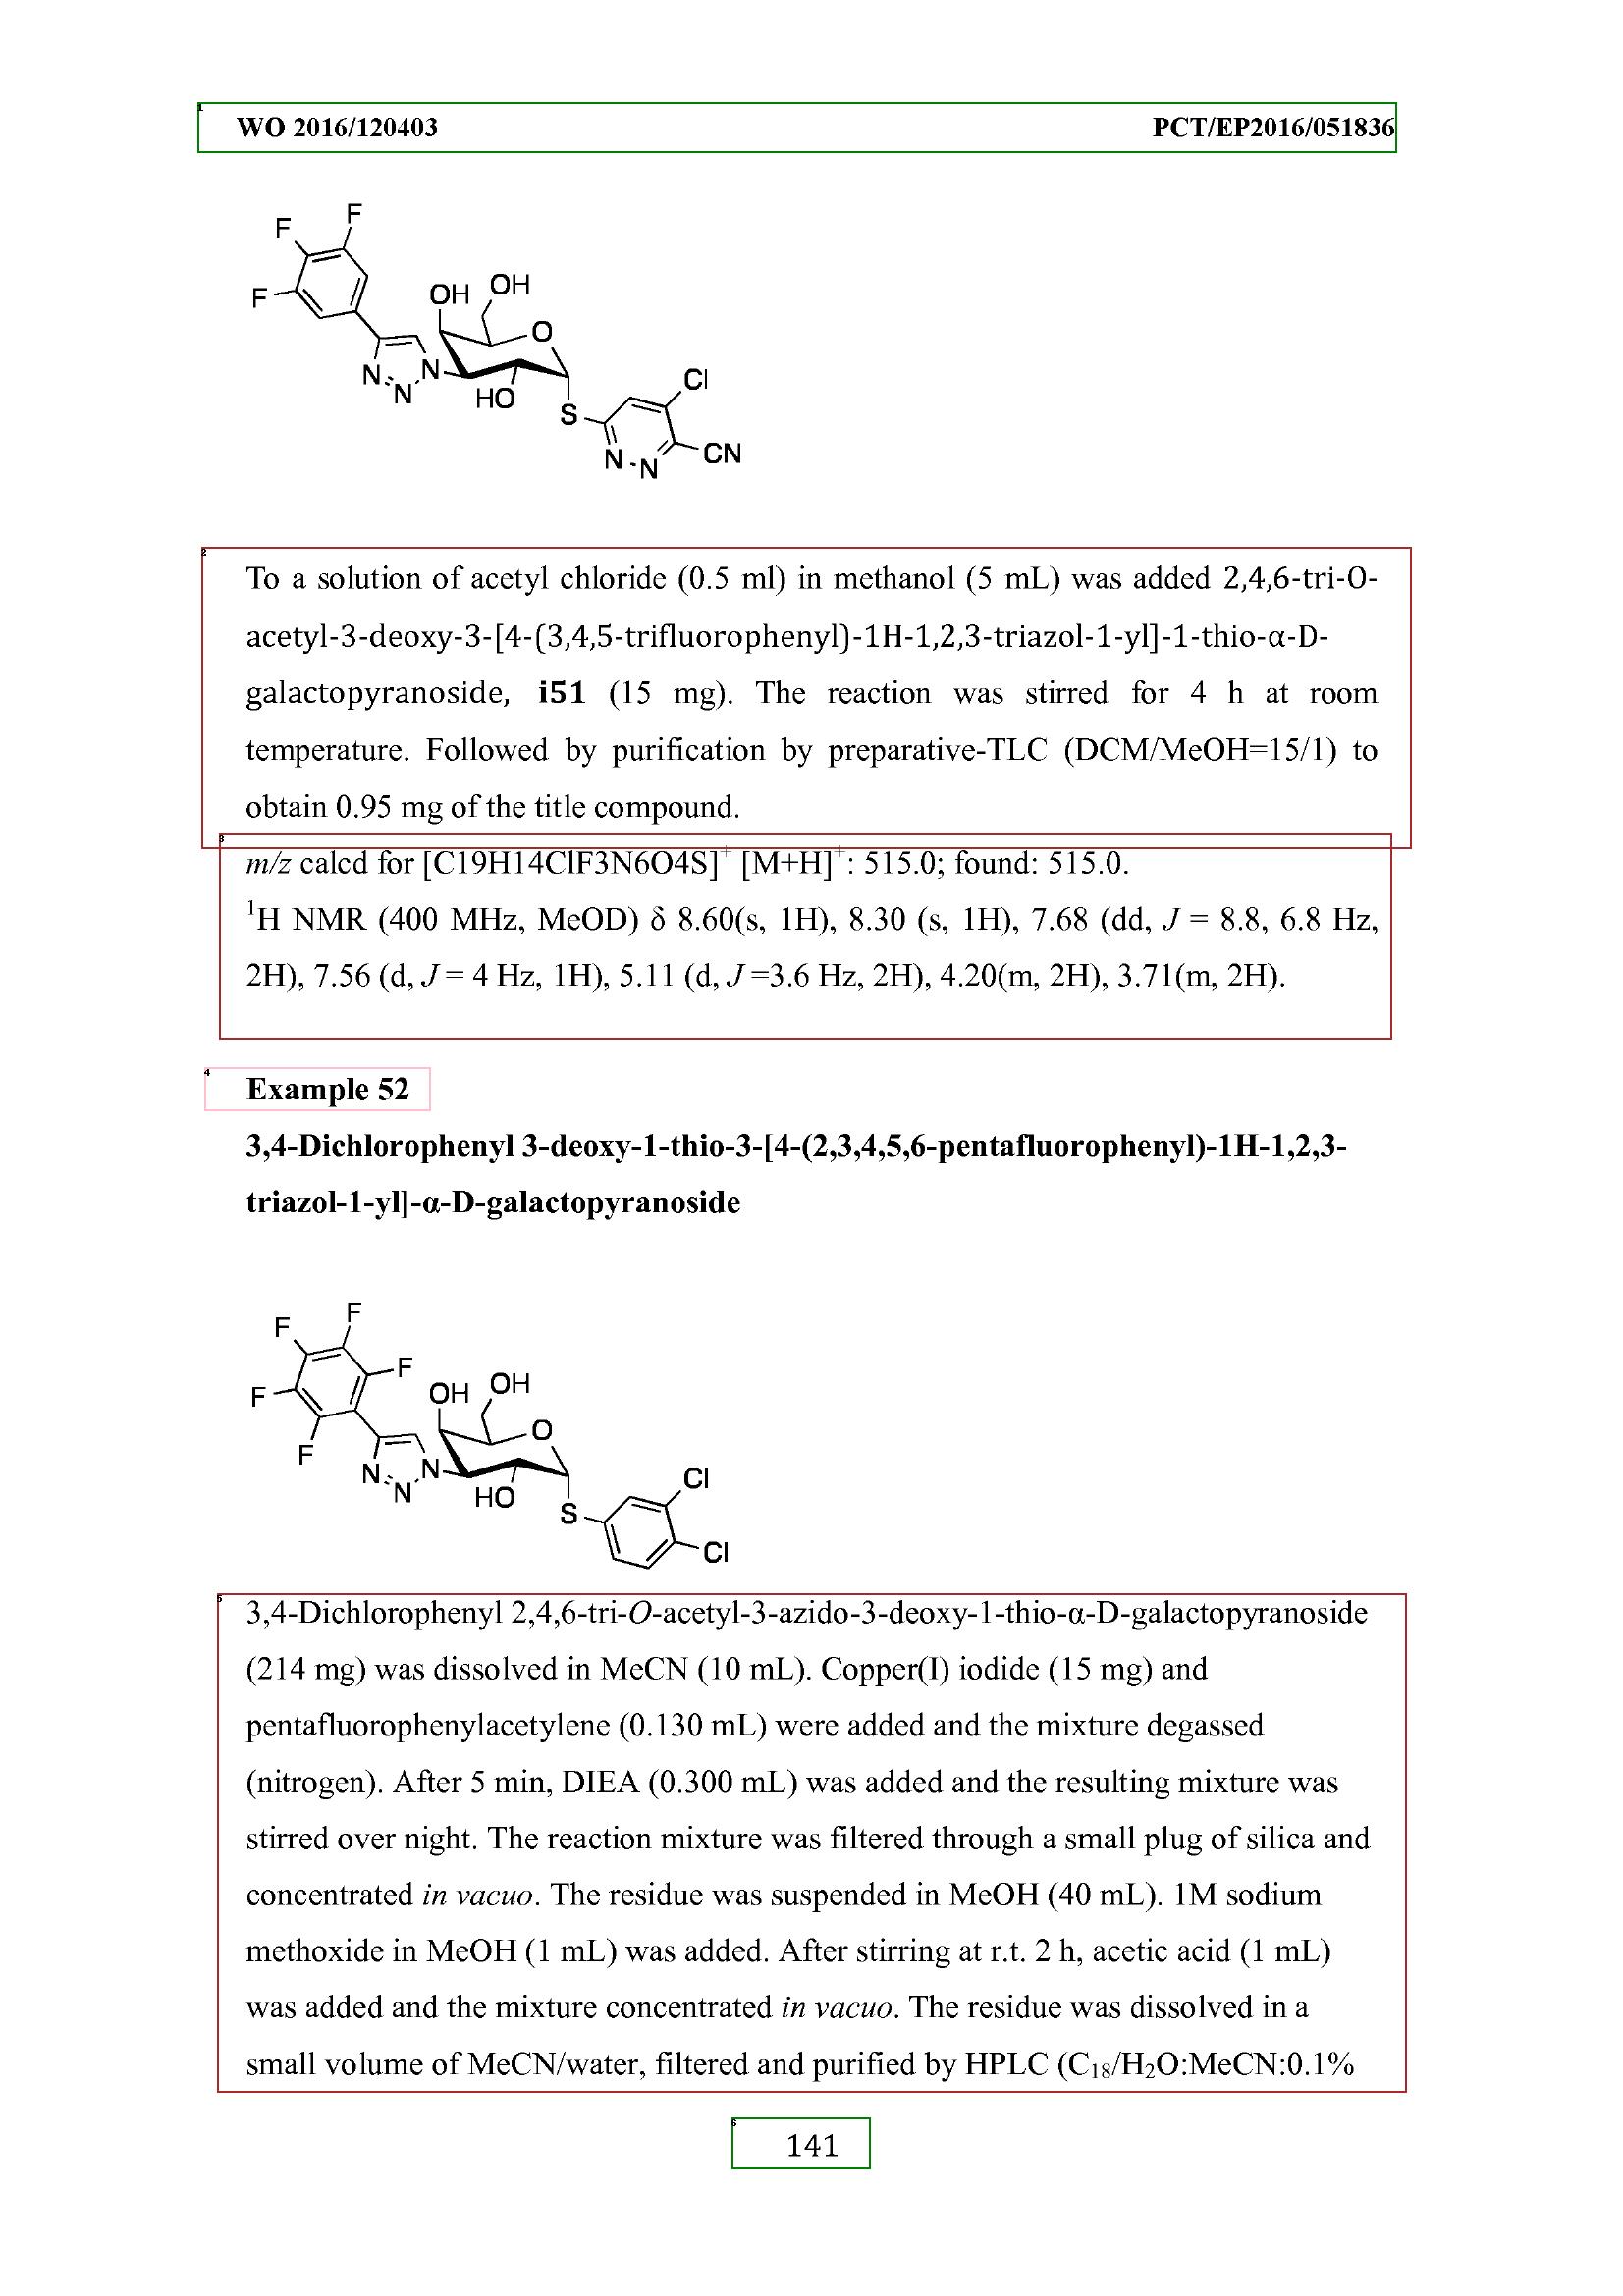 WO 2016/120403 PCT/EP2016/051836
F
F
F
OH
OH
O
N
N
N
HO
S
Cl
N
N
CN
To a solution of acetyl chloride (0.5 ml) in methanol (5 mL) was added 2,4,6-tri-O-
acetyl-3-deoxy-3-[4-(3,4,5-trifluorophenyl)-1H-1,2,3-triazol-1-yl]-1-thio-α-D-
galactopyranoside, i51 (15 mg). The reaction was stirred for 4 h at room
temperature. Followed by purification by preparative-TLC (DCM/MeOH=15/1) to
obtain 0.95 mg of the title compound.
m/z calcd for [C19H14ClF3N6O4S]⁺ [M+H]⁺: 515.0; found: 515.0.
¹H NMR (400 MHz, MeOD) δ 8.60(s, 1H), 8.30 (s, 1H), 7.68 (dd, J = 8.8, 6.8 Hz,
2H), 7.56 (d, J = 4 Hz, 1H), 5.11 (d, J =3.6 Hz, 2H), 4.20(m, 2H), 3.71(m, 2H).
Example 52
3,4-Dichlorophenyl 3-deoxy-1-thio-3-[4-(2,3,4,5,6-pentafluorophenyl)-1H-1,2,3-
triazol-1-yl]-α-D-galactopyranoside
F
F
F
F
F
OH
OH
O
N
N
N
HO
S
Cl
Cl
3,4-Dichlorophenyl 2,4,6-tri-O-acetyl-3-azido-3-deoxy-1-thio-α-D-galactopyranoside
(214 mg) was dissolved in MeCN (10 mL). Copper(I) iodide (15 mg) and
pentafluorophenylacetylene (0.130 mL) were added and the mixture degassed
(nitrogen). After 5 min, DIEA (0.300 mL) was added and the resulting mixture was
stirred over night. The reaction mixture was filtered through a small plug of silica and
concentrated in vacuo. The residue was suspended in MeOH (40 mL). 1M sodium
methoxide in MeOH (1 mL) was added. After stirring at r.t. 2 h, acetic acid (1 mL)
was added and the mixture concentrated in vacuo. The residue was dissolved in a
small volume of MeCN/water, filtered and purified by HPLC (C₁₈/H₂O:MeCN:0.1%
141